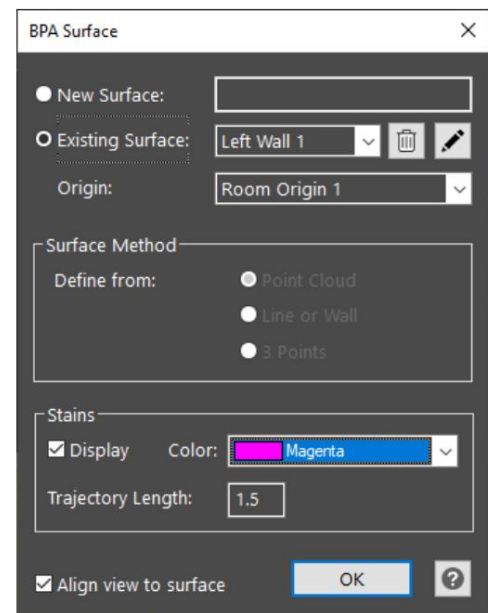 BPA Surface
New Surface:
Existing Surface: Left Wall 1
Origin: Room Origin 1
Surface Method
Define from: Point Cloud
Line or Wall
3 Points
Stains
Display Color: Magenta
Trajectory Length: 1.5
Align view to surface OK ?